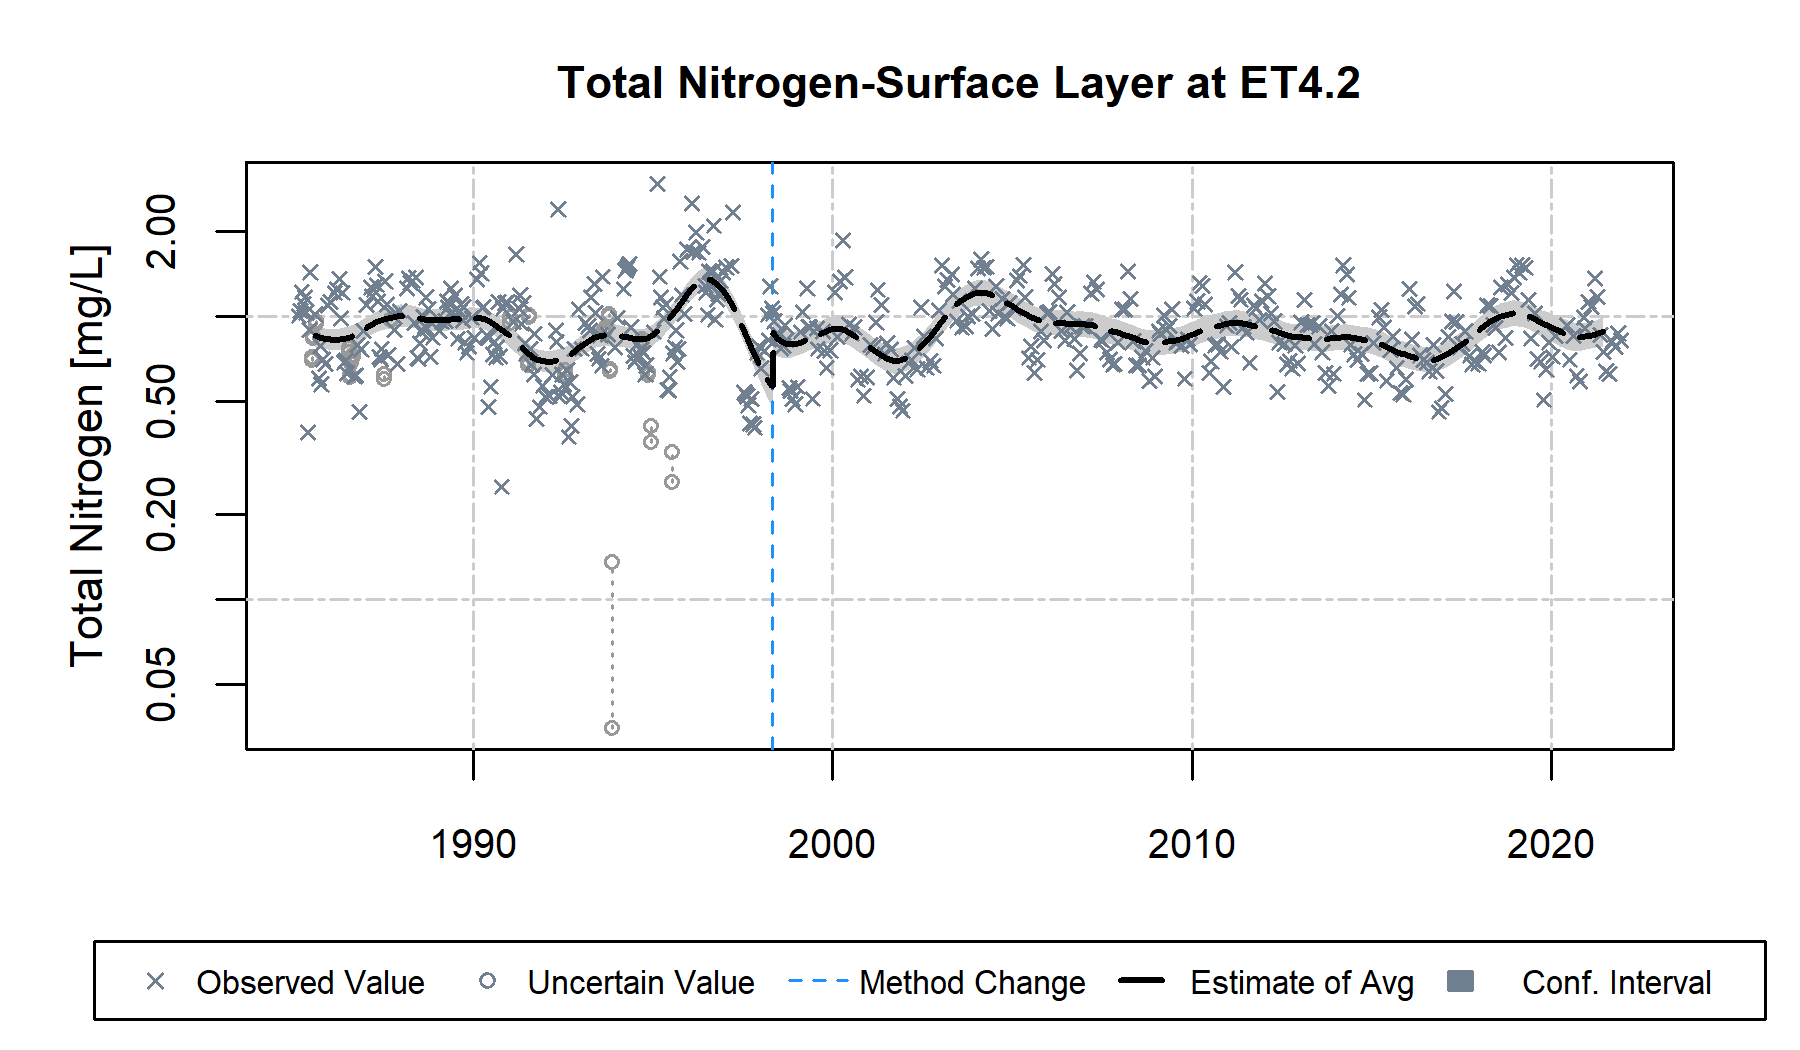 Total Nitrogen-Surface Layer at ET4.2
Total Nitrogen [mg/L]
2.00
0.50
0.20
0.05
1990 2000 2010 2020
Observed Value Uncertain Value Method Change Estimate of Avg Conf. Interval